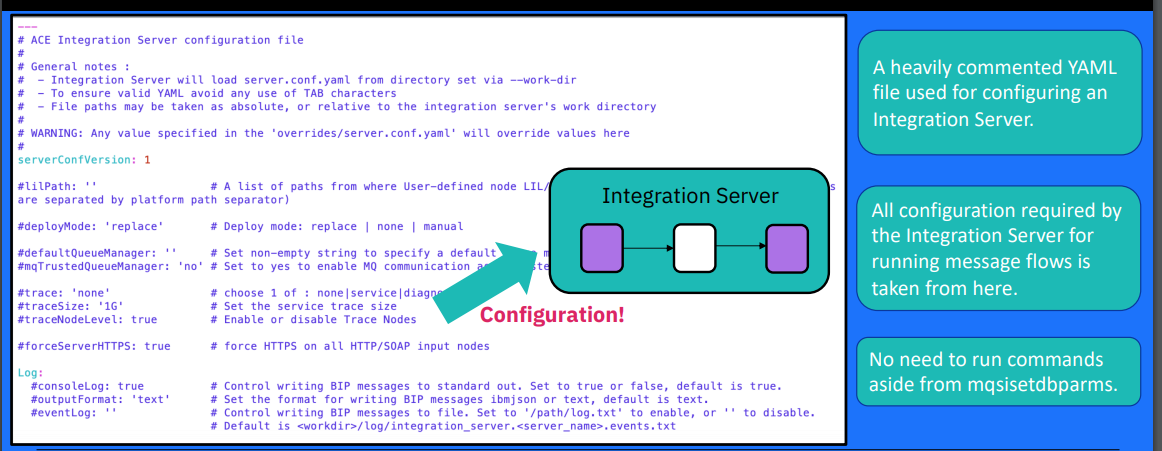 ---
# ACE Integration Server configuration file
#
# General notes :
#  - Integration Server will load server.conf.yaml from directory set via --work-dir
#  - To ensure valid YAML avoid any use of TAB characters
#  - File paths may be taken as absolute, or relative to the integration server's work directory
#
# WARNING: Any value specified in the 'overrides/server.conf.yaml' will override values here
#
serverConfVersion: 1
#lilPath: '' # A list of paths from where User-defined node LIL/
are separated by platform path separator)
#deployMode: 'replace' # Deploy mode: replace | none | manual
#defaultQueueManager: '' # Set non-empty string to specify a default
#mqTrustedQueueManager: 'no' # Set to yes to enable MQ communication
#trace: 'none' # choose 1 of : none|service|diagn
#traceSize: '1G' # Set the service trace size
#traceNodeLevel: true # Enable or disable Trace Nodes
#forceServerHTTPS: true # force HTTPS on all HTTP/SOAP input nodes
Log:
#consoleLog: true # Control writing BIP messages to standard out. Set to true or false, default is true.
#outputFormat: 'text' # Set the format for writing BIP messages ibmjson or text, default is text.
#eventLog: '' # Control writing BIP messages to file. Set to '/path/log.txt' to enable, or '' to disable.
# Default is <workdir>/log/integration_server.<server_name>.events.txt
Integration Server
Configuration!
A heavily commented YAML
file used for configuring an
Integration Server.
All configuration required by
the Integration Server for
running message flows is
taken from here.
No need to run commands
aside from mqsisetdbparms.